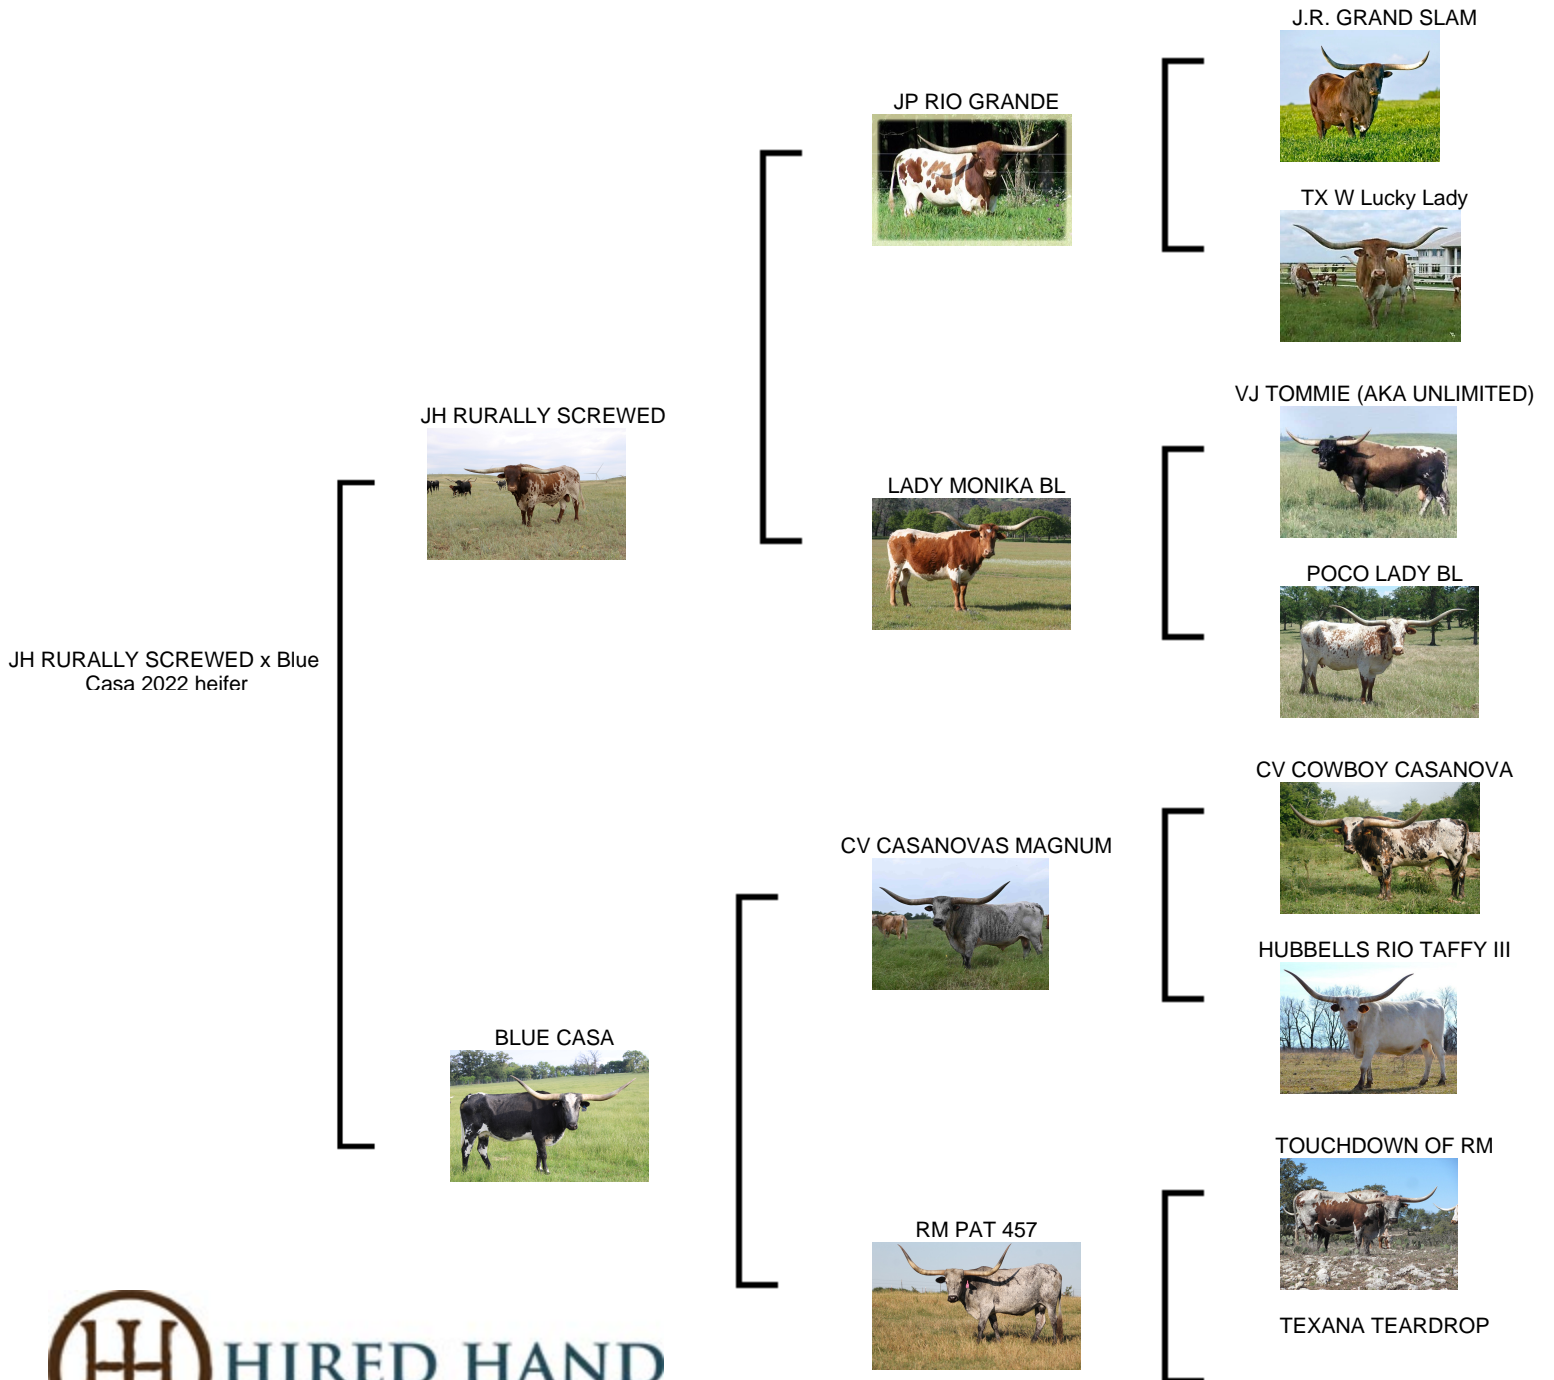 J.R. GRAND SLAM
JP RIO GRANDE
TX W Lucky Lady
VJ TOMMIE (AKA UNLIMITED)
JH RURALLY SCREWED
LADY MONIKA BL
POCO LADY BL
JH RURALLY SCREWED x Blue
Casa 2022 heifer
CV COWBOY CASANOVA
CV CASANOVAS MAGNUM
HUBBELLS RIO TAFFY III
BLUE CASA
TOUCHDOWN OF RM
RM PAT 457
TEXANA TEARDROP
HIRED HAND